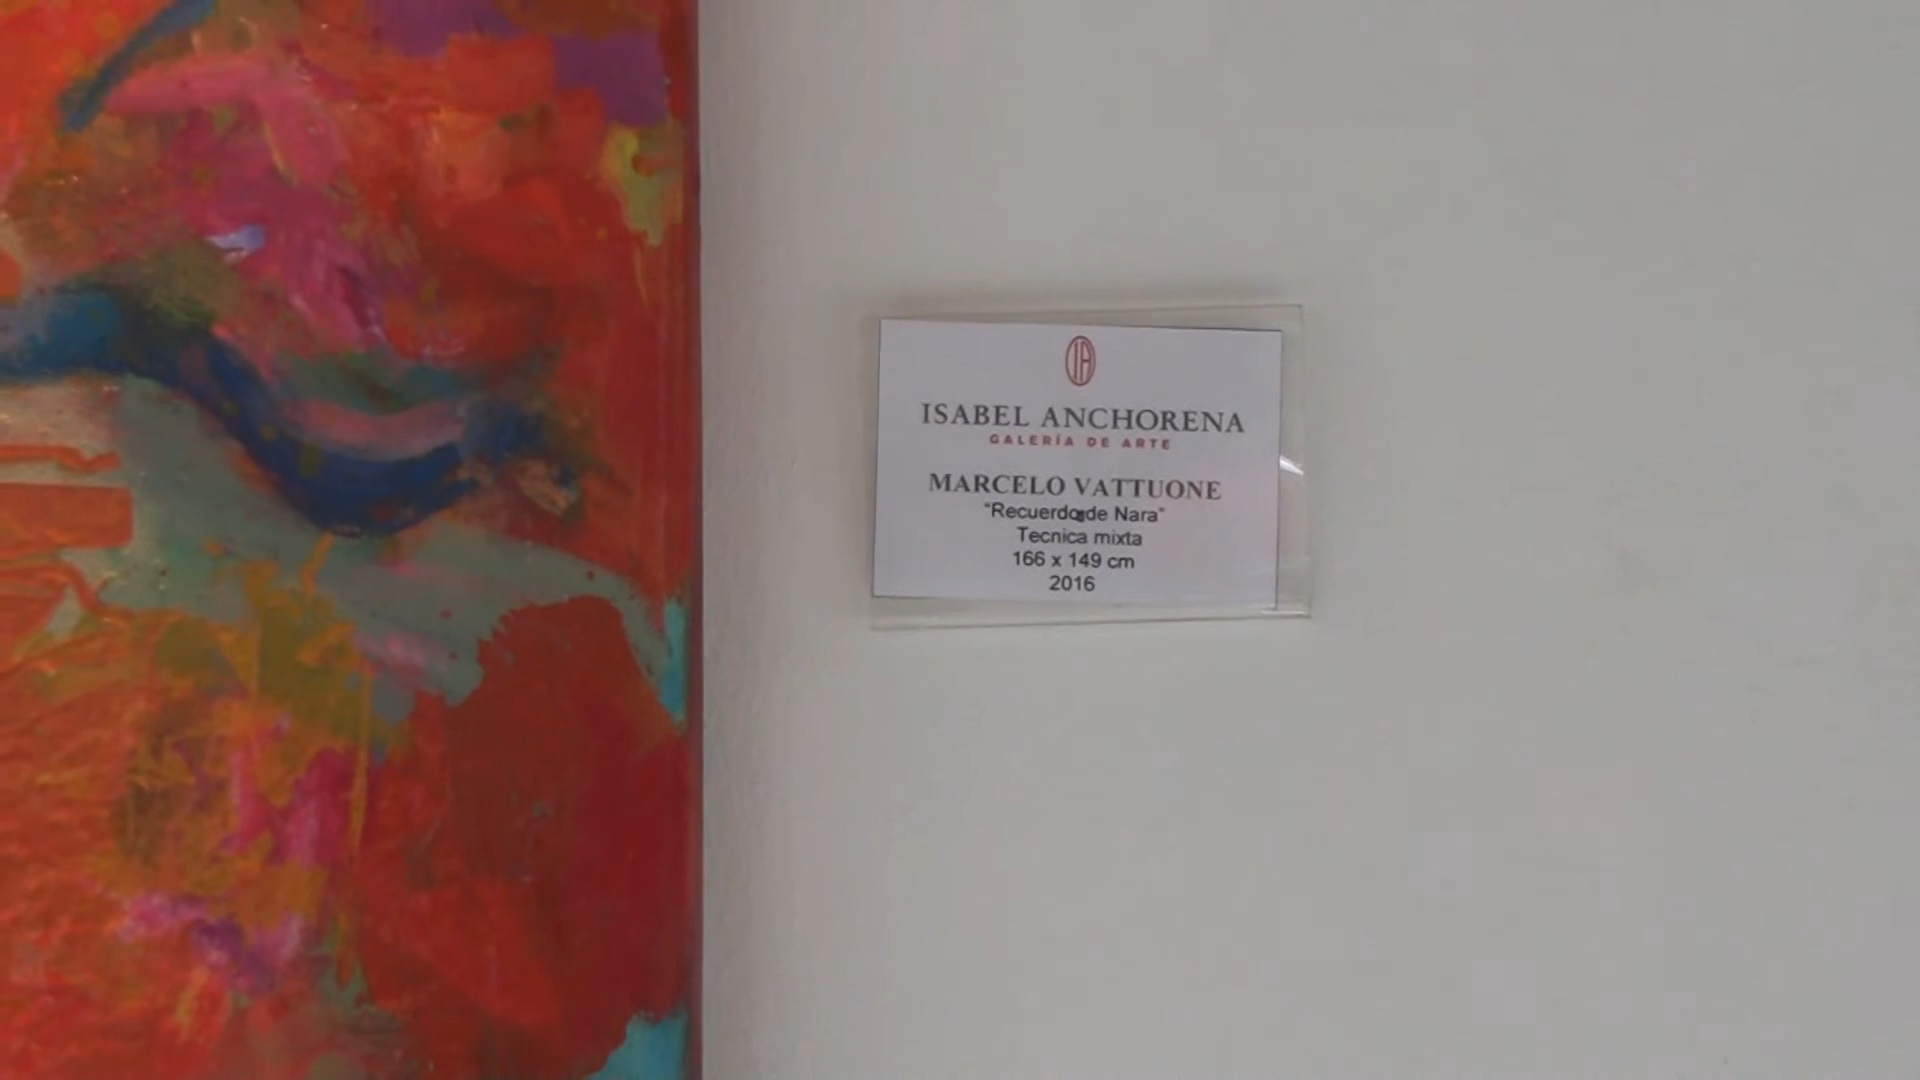 IA
ISABEL ANCHORENA
GALERÍA DE ARTE
MARCELO VATTUONE
"Recuerdo de Nara"
Tecnica mixta
166 x 149 cm
2016